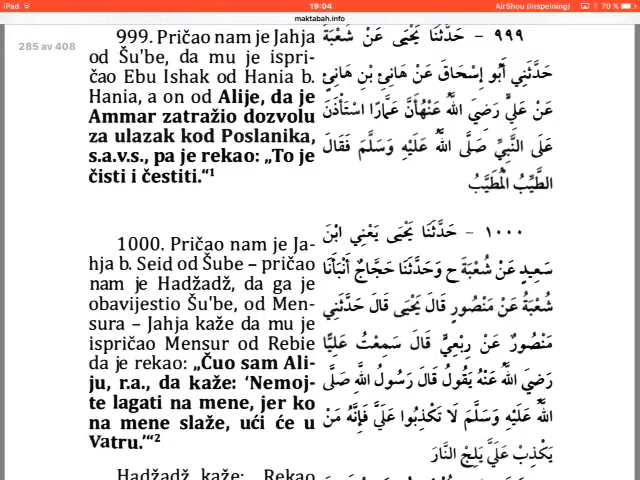 iPad 19:04 AirShou (inspelning) 70 %
maktabah.info
285 av 408
999. Pričao nam je Jahja
od Šu'be, da mu je ispri-
čao Ebu Ishak od Hania b.
Hania, a on od Alije, da je
Ammar zatražio dozvolu
za ulazak kod Poslanika,
s.a.v.s., pa je rekao: „To je
čisti i čestiti.“¹
٩٩٩ - حَدَّثَنَا يَحْيَى عَنْ شُعْبَةَ
حَدَّثَنِي أَبُو إِسْحَاقَ عَنْ هَانِئِ بْنِ هَانِئٍ
عَنْ عَلِيٍّ رَضِيَ اللَّهُ عَنْهُأَنَّ عَمَّارًا اسْتَأْذَنَ
عَلَى النَّبِيِّ صَلَّى اللَّهُ عَلَيْهِ وَسَلَّمَ فَقَالَ
الطَّيِّبُ الْمُطَيَّبُ
1000. Pričao nam je Ja-
hja b. Seid od Šube – pričao
nam je Hadžadž, da ga je
obavijestio Šu'be, od Men-
sura – Jahja kaže da mu je
ispričao Mensur od Rebie
da je rekao: „Čuo sam Ali-
ju, r.a., da kaže: ‘Nemoj-
te lagati na mene, jer ko
na mene slaže, ući će u
Vatru.’“²
١٠٠٠ - حَدَّثَنَا يَحْيَى يَعْنِي ابْنَ
سَعِيدٍ عَنْ شُعْبَةَ ح وَحَدَّثَنَا حَجَّاجٌ أَنْبَأَنَا
شُعْبَةُ عَنْ مَنْصُورٍ قَالَ يَحْيَى قَالَ حَدَّثَنِي
مَنْصُورٌ عَنْ رِبْعِيٍّ قَالَ سَمِعْتُ عَلِيًّا
رَضِيَ اللَّهُ عَنْهُ يَقُولُ قَالَ رَسُولُ اللَّهِ صَلَّى
اللَّهُ عَلَيْهِ وَسَلَّمَ لَا تَكْذِبُوا عَلَيَّ فَإِنَّهُ مَنْ
يَكْذِبْ عَلَيَّ يَلِجْ النَّارَ
Hadžadž kaže: „Rekao